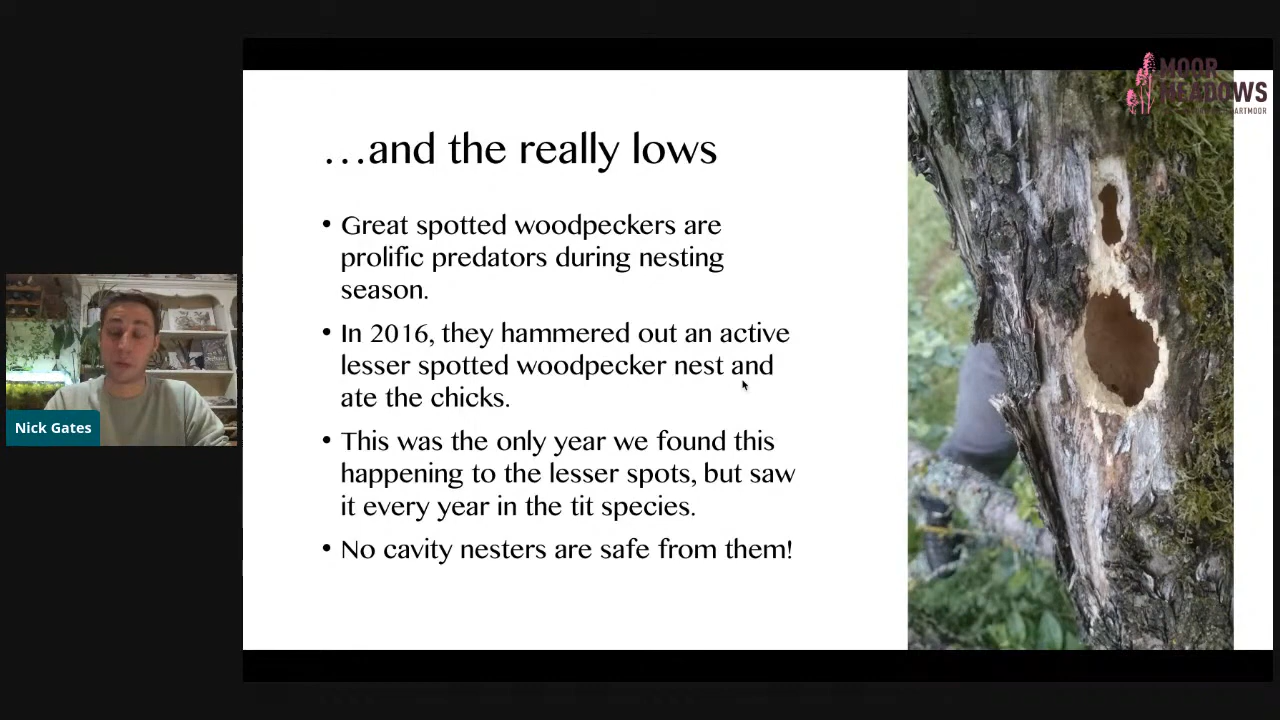 MOOR
MEADOWS
DARTMOOR
…and the really lows
• Great spotted woodpeckers are
prolific predators during nesting
season.
• In 2016, they hammered out an active
lesser spotted woodpecker nest and
ate the chicks.
• This was the only year we found this
happening to the lesser spots, but saw
it every year in the tit species.
• No cavity nesters are safe from them!
Nick Gates